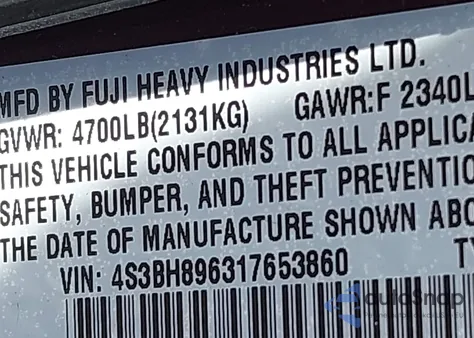 MFD BY FUJI HEAVY INDUSTRIES LTD.
GVWR: 4700LB(2131KG) GAWR:F 2340L
THIS VEHICLE CONFORMS TO ALL APPLICA
SAFETY, BUMPER, AND THEFT PREVENTIO
THE DATE OF MANUFACTURE SHOWN ABO
VIN: 4S3BH896317653860 T
autoSnap